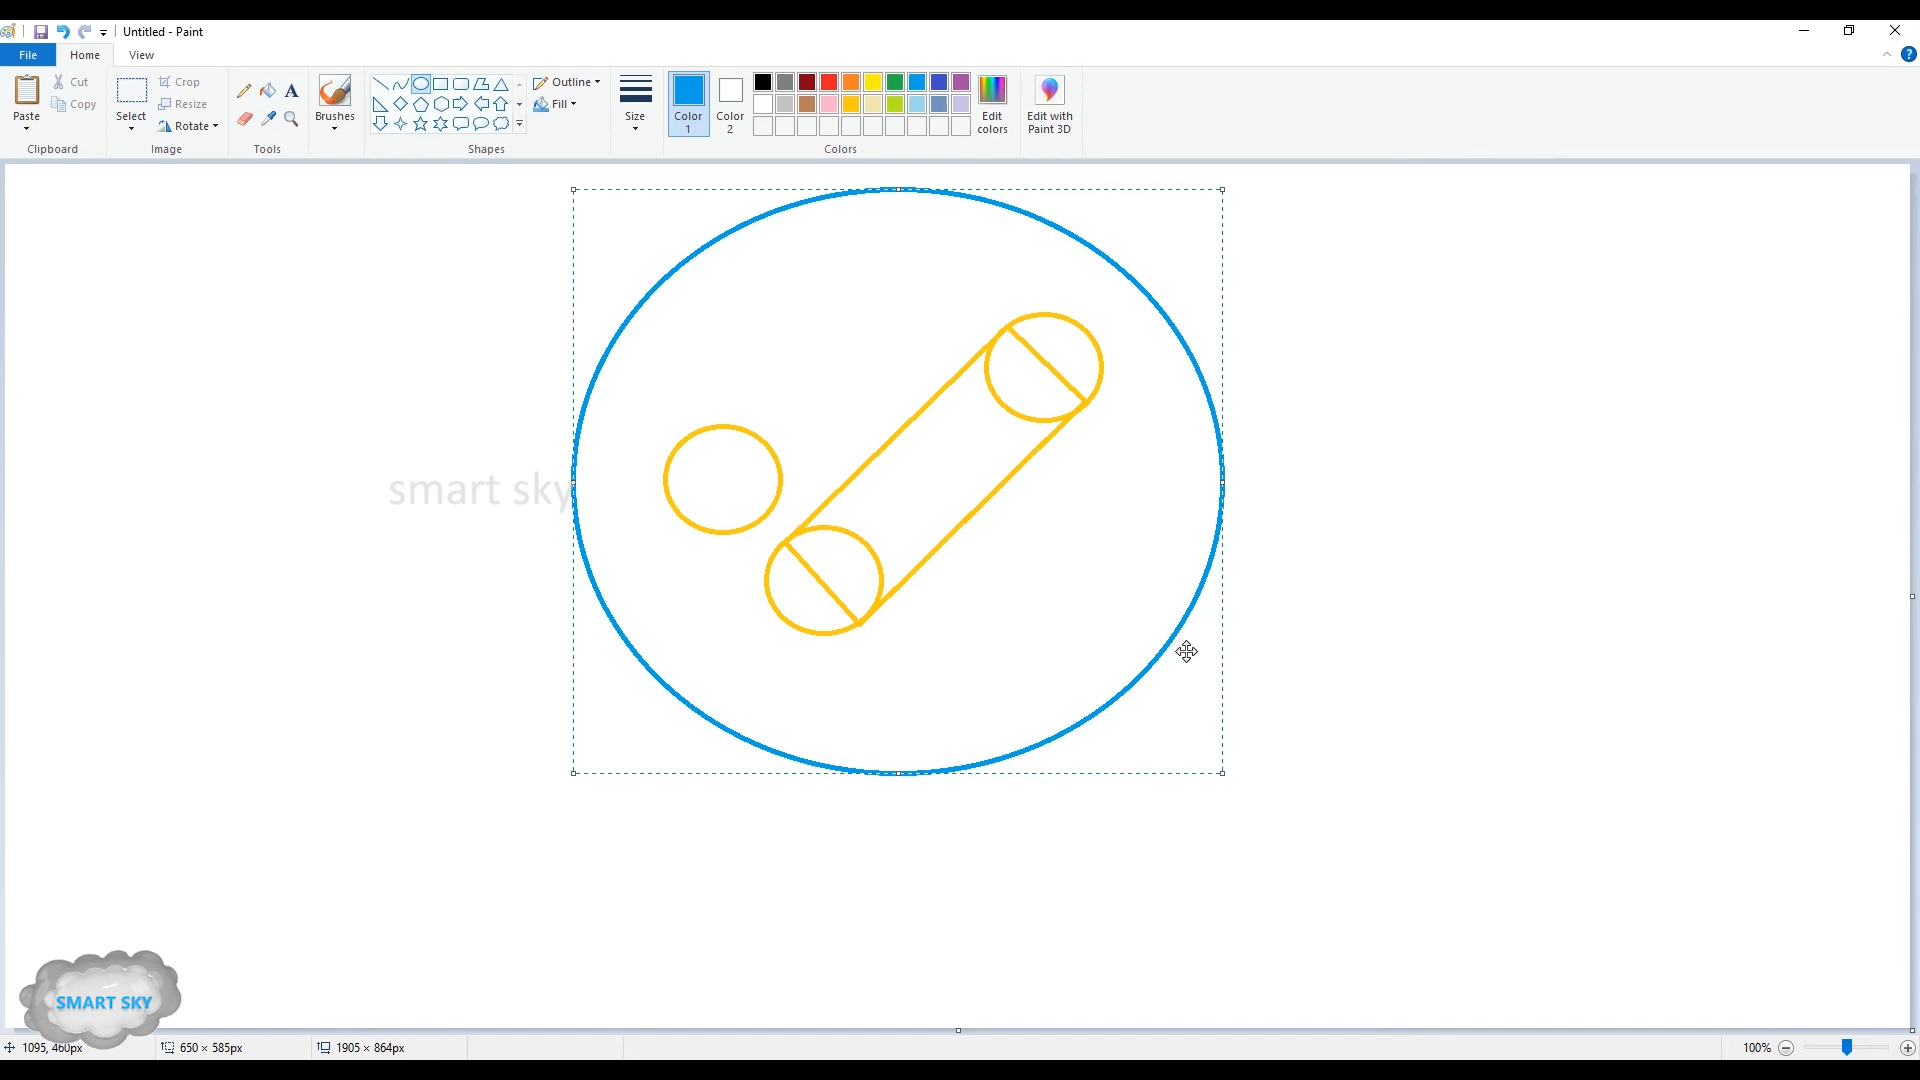 Untitled - Paint
File Home View
Paste
Cut
Copy
Clipboard
Select
Crop
Resize
Rotate
Image
Tools
Brushes
Shapes
Outline
Fill
Size
Color 1
Color 2
Edit colors
Colors
Edit with Paint 3D
smart sky
SMART SKY
1095, 460px
650 × 585px
1905 × 864px
100%